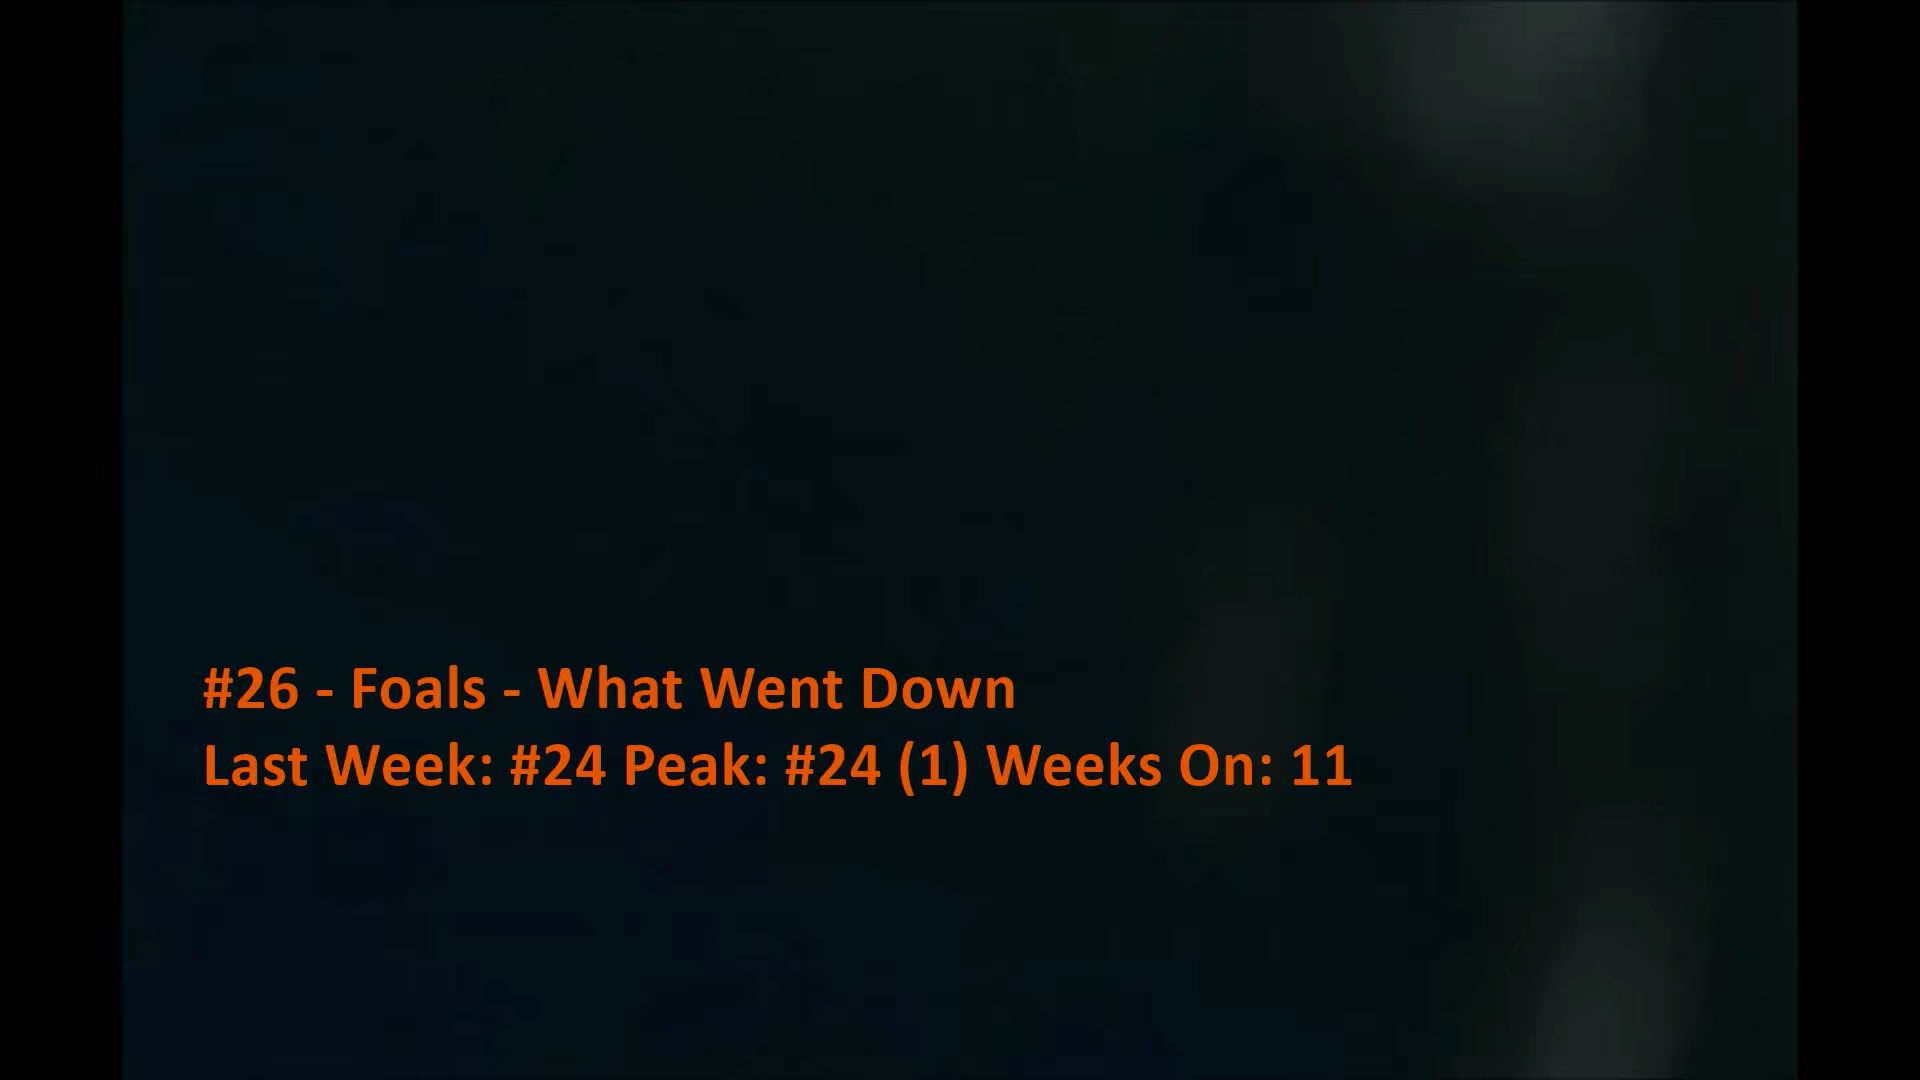 #26 - Foals - What Went Down
Last Week: #24 Peak: #24 (1) Weeks On: 11